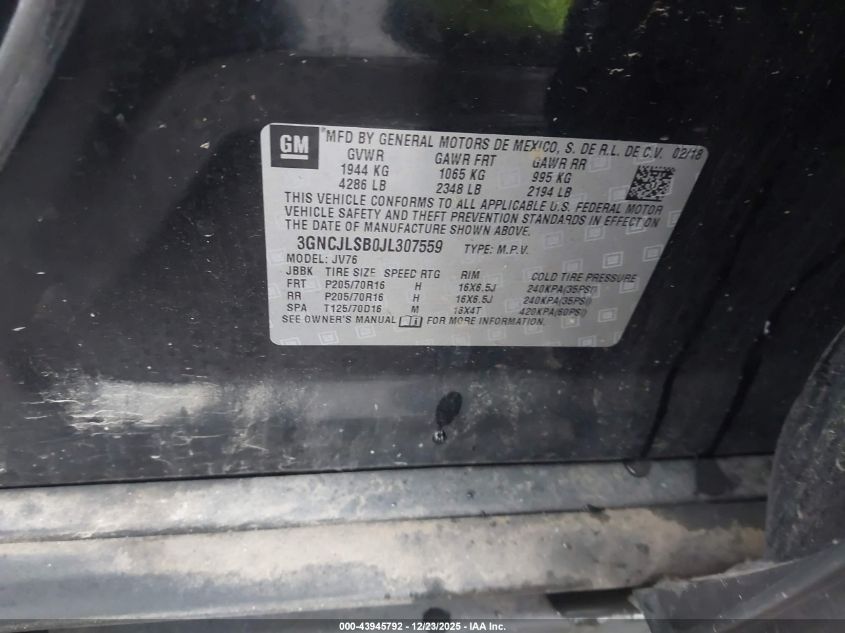 GM
®MFD BY GENERAL MOTORS DE MEXICO, S. DE R.L. DE C.V. 02/18
GVWR GAWR FRT GAWR RR
1944 KG 1065 KG 995 KG
4286 LB 2348 LB 2194 LB
THIS VEHICLE CONFORMS TO ALL APPLICABLE U.S. FEDERAL MOTOR
VEHICLE SAFETY AND THEFT PREVENTION STANDARDS IN EFFECT ON
THE DATE OF MANUFACTURE SHOWN ABOVE.
3GNCJLSB0JL307559 TYPE: M.P.V.
MODEL: JV76
JBBK TIRE SIZE SPEED RTG RIM COLD TIRE PRESSURE
FRT P205/70R16 H 16X6.5J 240KPA(35PSI)
RR P205/70R16 H 16X6.5J 240KPA(35PSI)
SPA T125/70D16 M 16X4T 420KPA(60PSI)
SEE OWNER'S MANUAL FOR MORE INFORMATION.
000-43945792 - 12/23/2025 - IAA Inc.